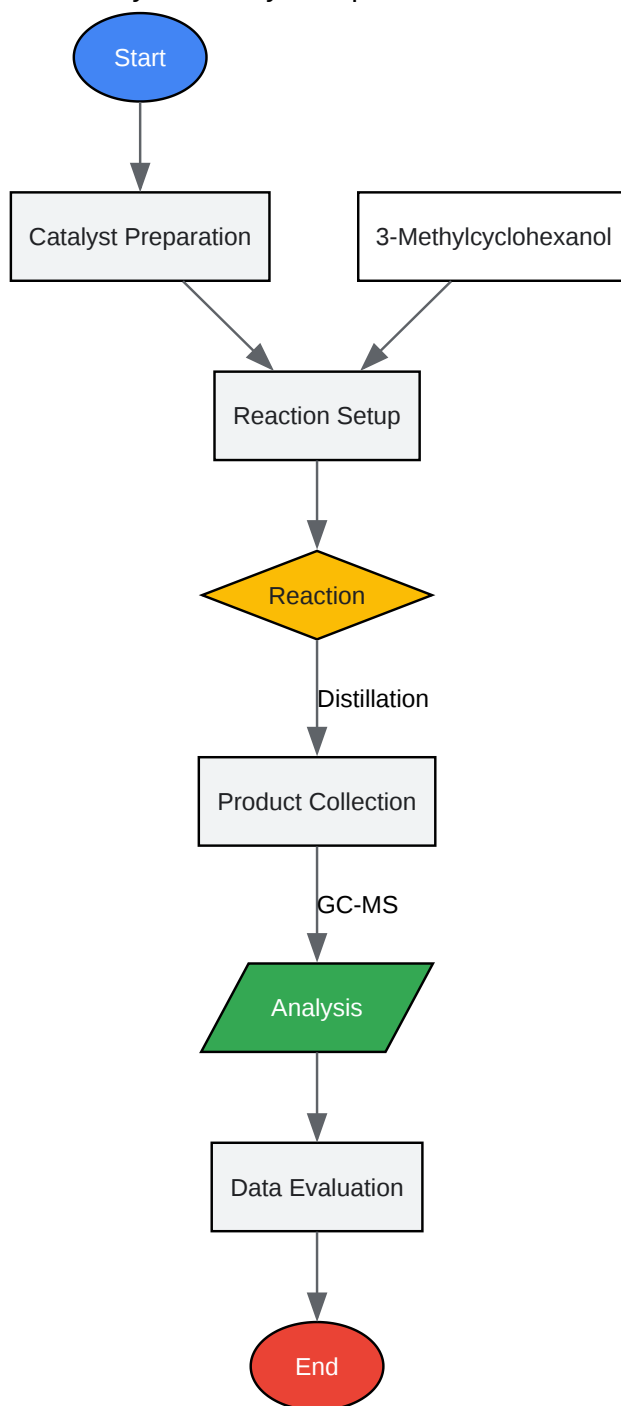 Start
Catalyst Preparation
3-Methylcyclohexanol
Reaction Setup
Reaction
Distillation
Product Collection
GC-MS
Analysis
Data Evaluation
End